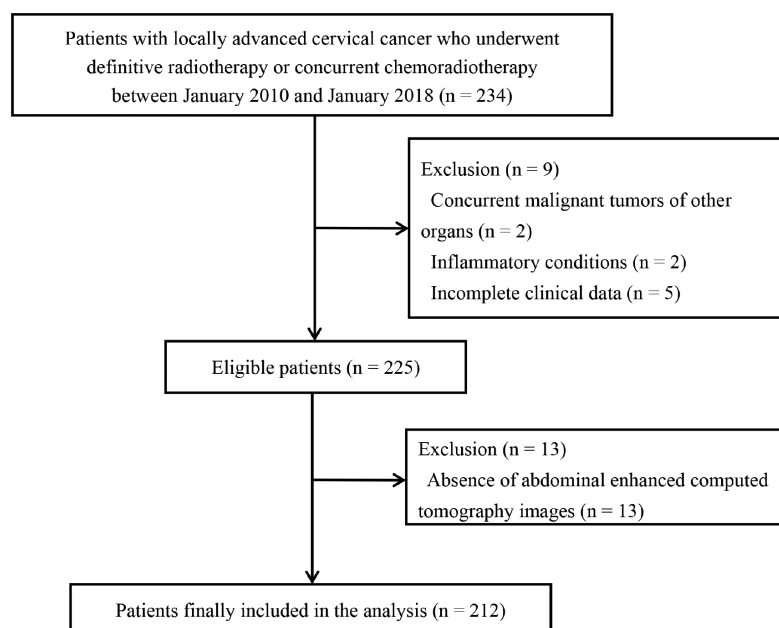 Patients with locally advanced cervical cancer who underwent
definitive radiotherapy or concurrent chemoradiotherapy
between January 2010 and January 2018 (n = 234)
Exclusion (n = 9)
Concurrent malignant tumors of other
organs (n = 2)
Inflammatory conditions (n = 2)
Incomplete clinical data (n = 5)
Eligible patients (n = 225)
Exclusion (n = 13)
Absence of abdominal enhanced computed
tomography images (n = 13)
Patients finally included in the analysis (n = 212)